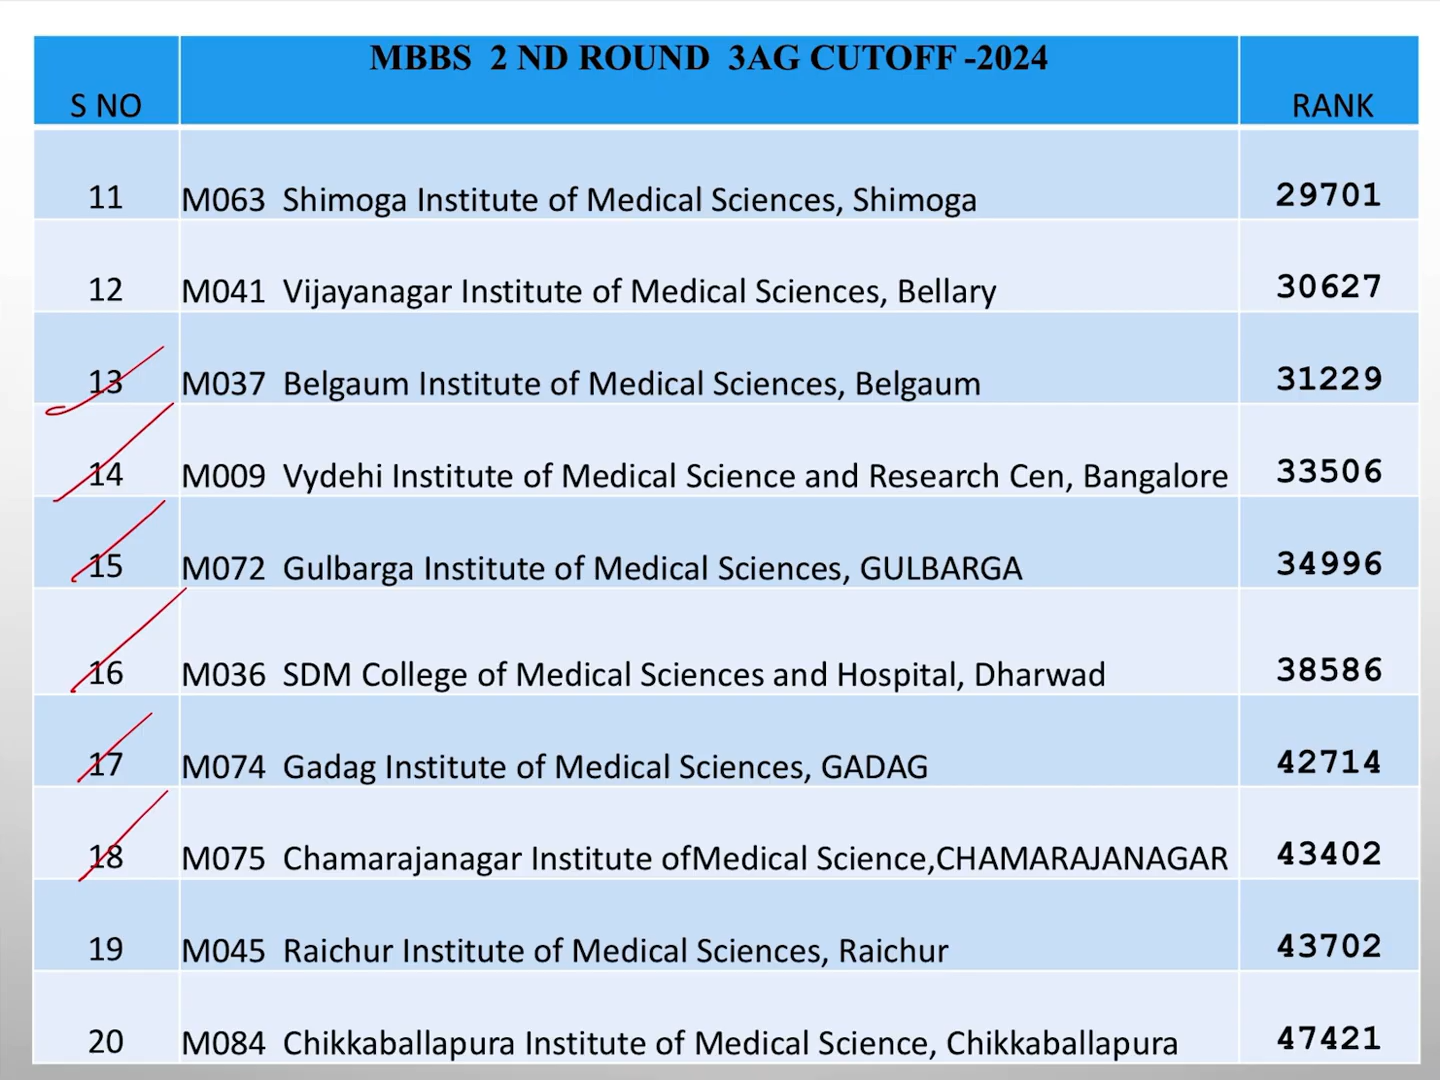 MBBS  2 ND ROUND  3AG CUTOFF -2024
S NO RANK
11 M063 Shimoga Institute of Medical Sciences, Shimoga 29701
12 M041 Vijayanagar Institute of Medical Sciences, Bellary 30627
13 M037 Belgaum Institute of Medical Sciences, Belgaum 31229
14 M009 Vydehi Institute of Medical Science and Research Cen, Bangalore 33506
15 M072 Gulbarga Institute of Medical Sciences, GULBARGA 34996
16 M036 SDM College of Medical Sciences and Hospital, Dharwad 38586
17 M074 Gadag Institute of Medical Sciences, GADAG 42714
18 M075 Chamarajanagar Institute ofMedical Science,CHAMARAJANAGAR 43402
19 M045 Raichur Institute of Medical Sciences, Raichur 43702
20 M084 Chikkaballapura Institute of Medical Science, Chikkaballapura 47421